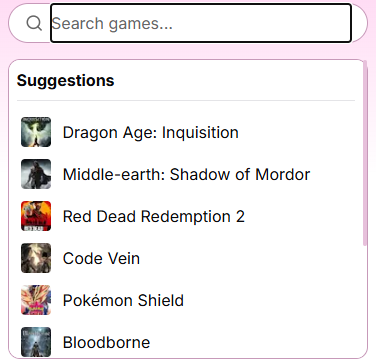 Search games...
Suggestions
Dragon Age: Inquisition
Middle-earth: Shadow of Mordor
Red Dead Redemption 2
Code Vein
Pokémon Shield
Bloodborne